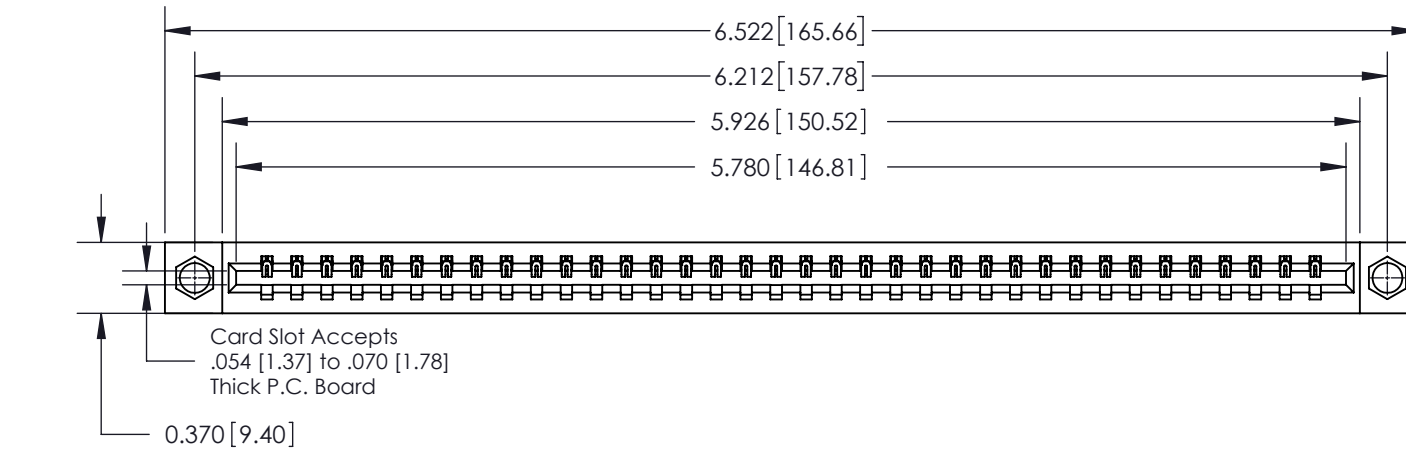 6.522[165.66]
6.212[157.78]
5.926[150.52]
5.780[146.81]
Card Slot Accepts
.054 [1.37] to .070 [1.78]
Thick P.C. Board
0.370[9.40]